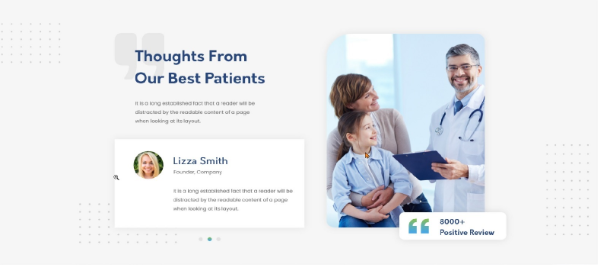 Thoughts From
Our Best Patients
It is a long established fact that a reader will be
distracted by the readable content of a page
when looking at its layout.
Lizza Smith
Founder, Company
It is a long established fact that a reader will be
distracted by the readable content of a page
when looking at its layout.
8000+
Positive Review